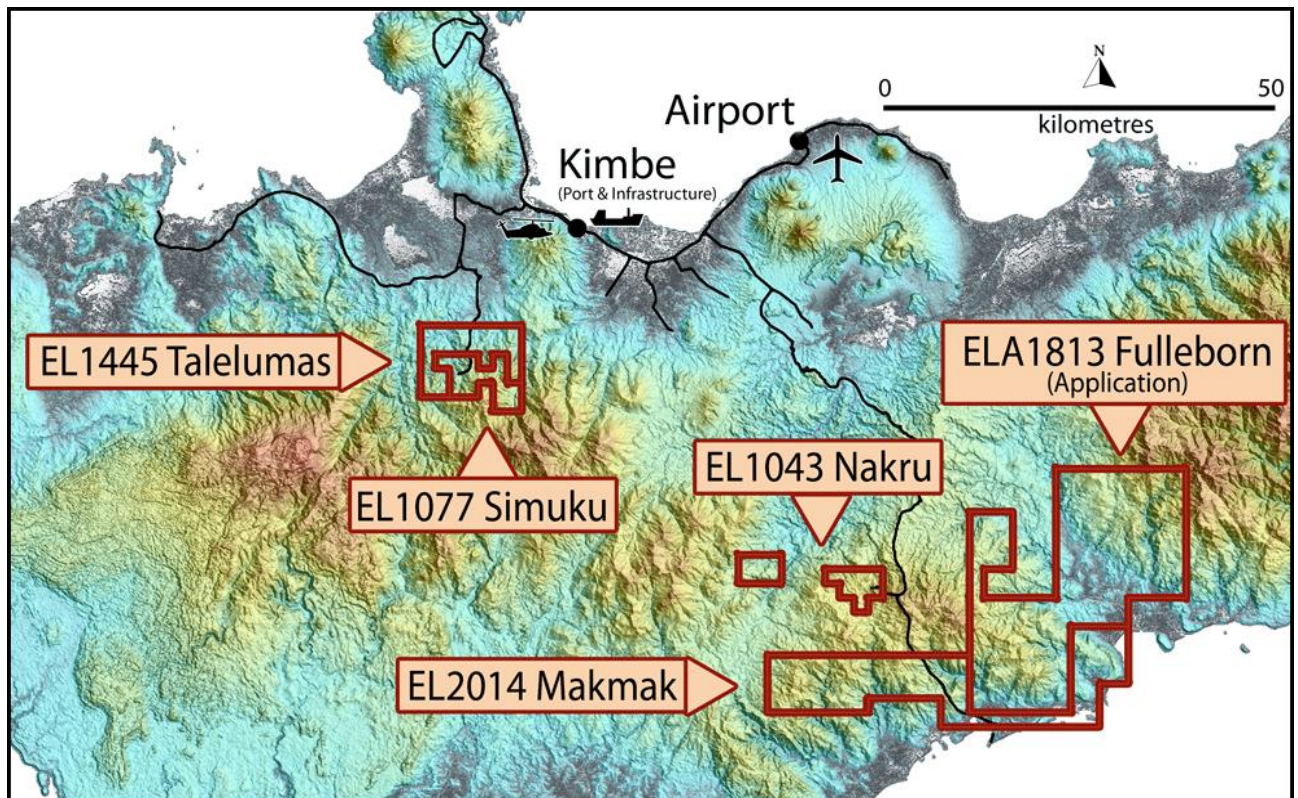 N
0 50
kilometres
Airport
Kimbe
(Port & Infrastructure)
EL1445 Talelumas
ELA1813 Fulleborn
(Application)
EL1043 Nakru
EL1077 Simuku
EL2014 Makmak